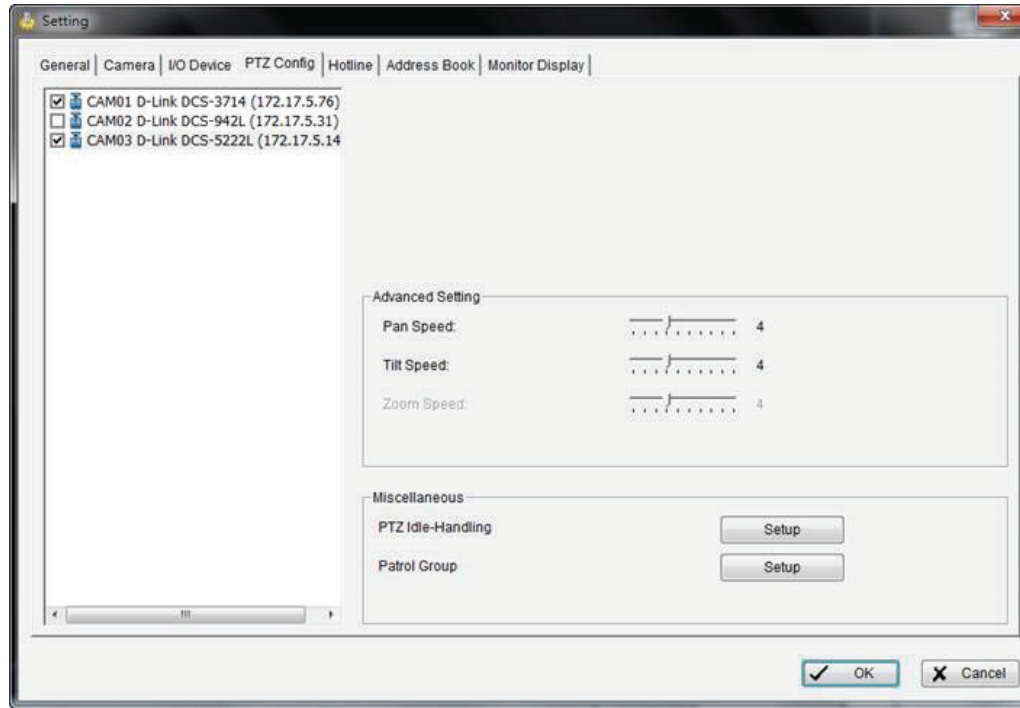 Setting
General Camera I/O Device PTZ Config Hotline Address Book Monitor Display
CAM01 D-Link DCS-3714 (172.17.5.76)
CAM02 D-Link DCS-942L (172.17.5.31)
CAM03 D-Link DCS-5222L (172.17.5.14
Advanced Setting
Pan Speed: 4
Tilt Speed: 4
Zoom Speed: 4
Miscellaneous
PTZ Idle-Handling Setup
Patrol Group Setup
OK Cancel